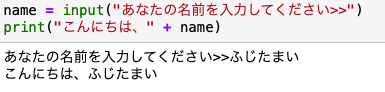 name = input("あなたの名前を入力してください>>")
print("こんにちは、" + name)
あなたの名前を入力してください>>ふじたまい
こんにちは、ふじたまい